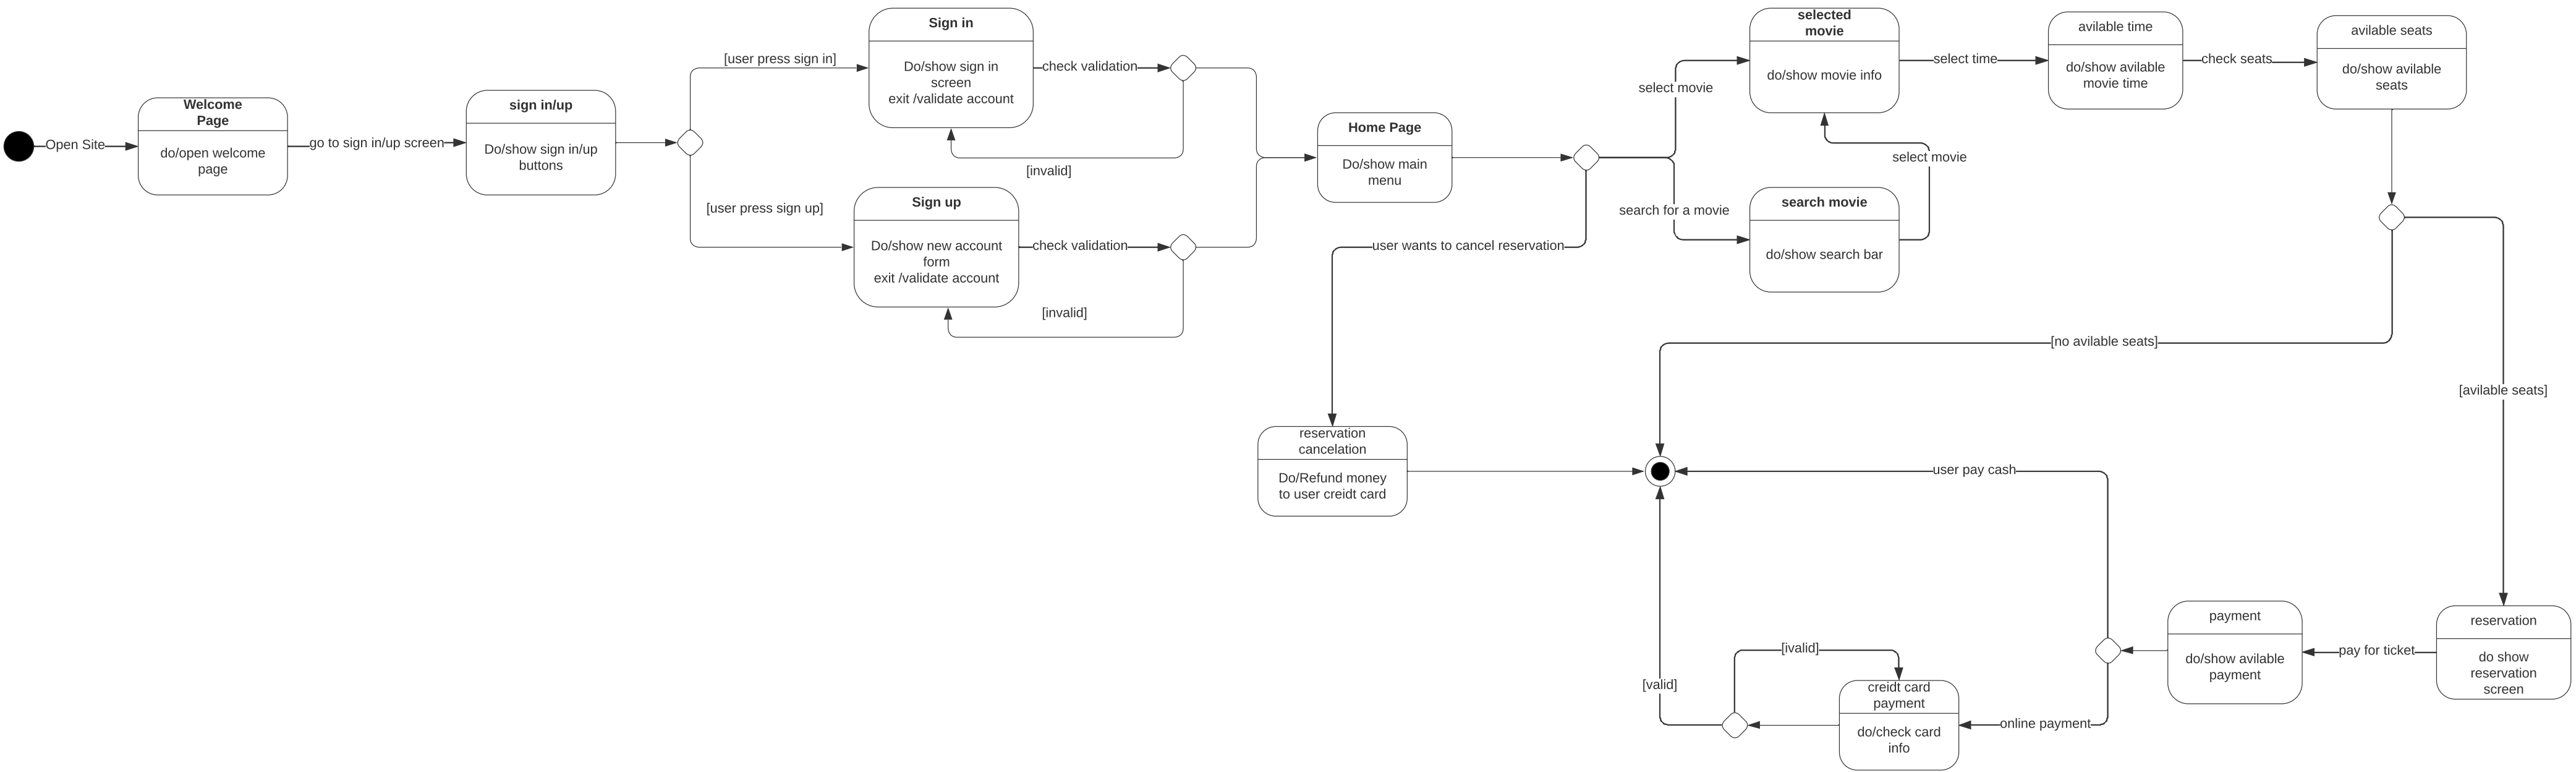 Open Site
Welcome
Page
do/open welcome
page
go to sign in/up screen
sign in/up
Do/show sign in/up
buttons
[user press sign in]
[user press sign up]
Sign in
Do/show sign in
screen
exit /validate account
check validation
[invalid]
Sign up
Do/show new account
form
exit /validate account
check validation
[invalid]
Home Page
Do/show main
menu
select movie
search for a movie
user wants to cancel reservation
selected
movie
do/show movie info
select movie
search movie
do/show search bar
select time
avilable time
do/show avilable
movie time
check seats
avilable seats
do/show avilable
seats
[no avilable seats]
[avilable seats]
reservation
cancelation
Do/Refund money
to user creidt card
user pay cash
reservation
do show
reservation
screen
pay for ticket
payment
do/show avilable
payment
online payment
creidt card
payment
do/check card
info
[ivalid]
[valid]